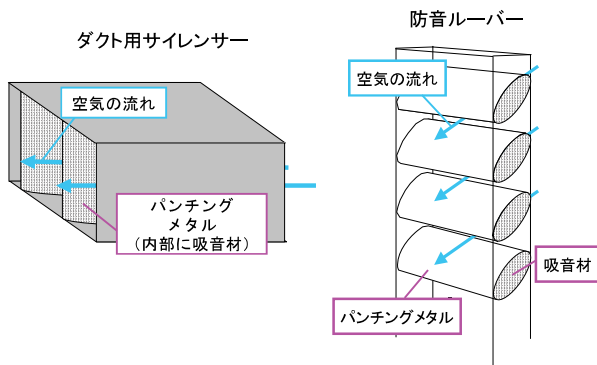 ダクト用サイレンサー
空気の流れ
パンチング
メタル
（内部に吸音材）
防音ルーバー
空気の流れ
吸音材
パンチングメタル